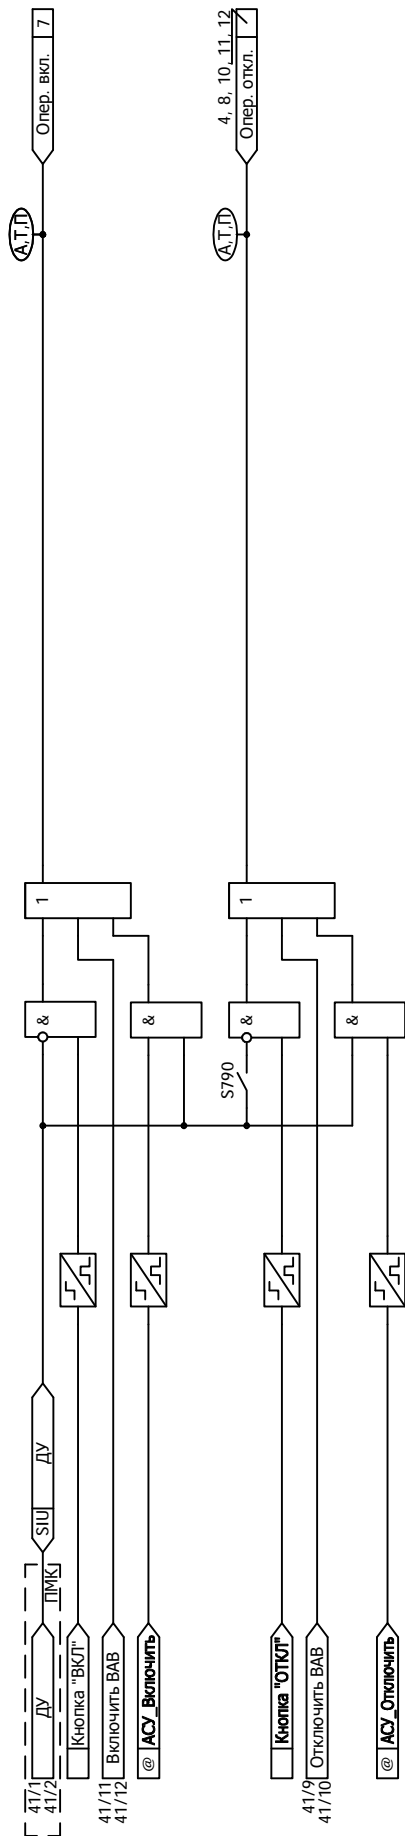 41/1
41/2
ДУ
ПМК
SIU ДУ
Кнопка "ВКЛ"
41/11
41/12
Включить ВАВ
@ АСУ_Включить
&
&
1
А,Т,П
Опер. вкл. 7
Кнопка "ОТКЛ"
41/9
41/10
Отключить ВАВ
@ АСУ_Отключить
S790
&
&
1
А,Т,П
4, 8, 10, 11, 12
Опер. откл. 7